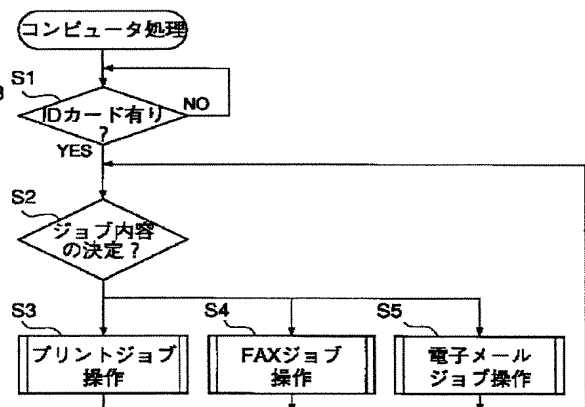 コンピュータ処理
S1
IDカード有り
?
NO
YES
S2
ジョブ内容
の決定?
S3
プリントジョブ
操作
S4
FAXジョブ
操作
S5
電子メール
ジョブ操作